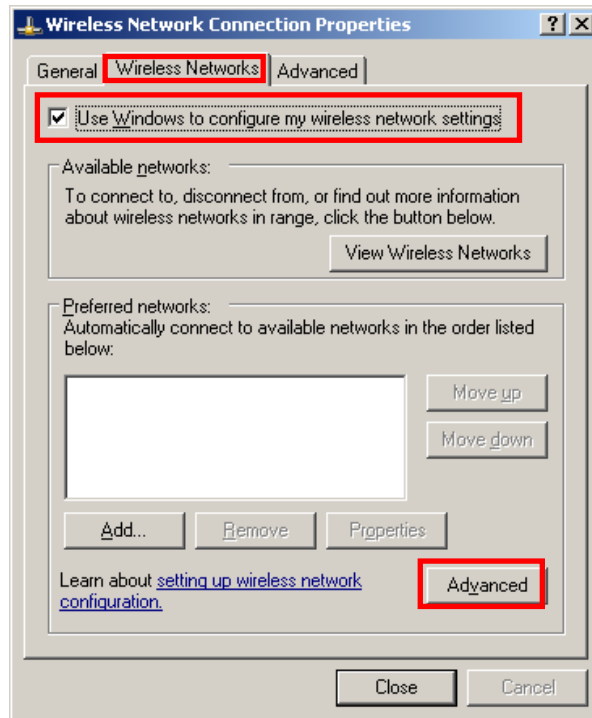 Wireless Network Connection Properties
General
Wireless Networks
Advanced
Use Windows to configure my wireless network settings
Available networks:
To connect to, disconnect from, or find out more information
about wireless networks in range, click the button below.
View Wireless Networks
Preferred networks:
Automatically connect to available networks in the order listed
below:
Move up
Move down
Add...
Remove
Properties
Learn about setting up wireless network
configuration.
Advanced
Close
Cancel